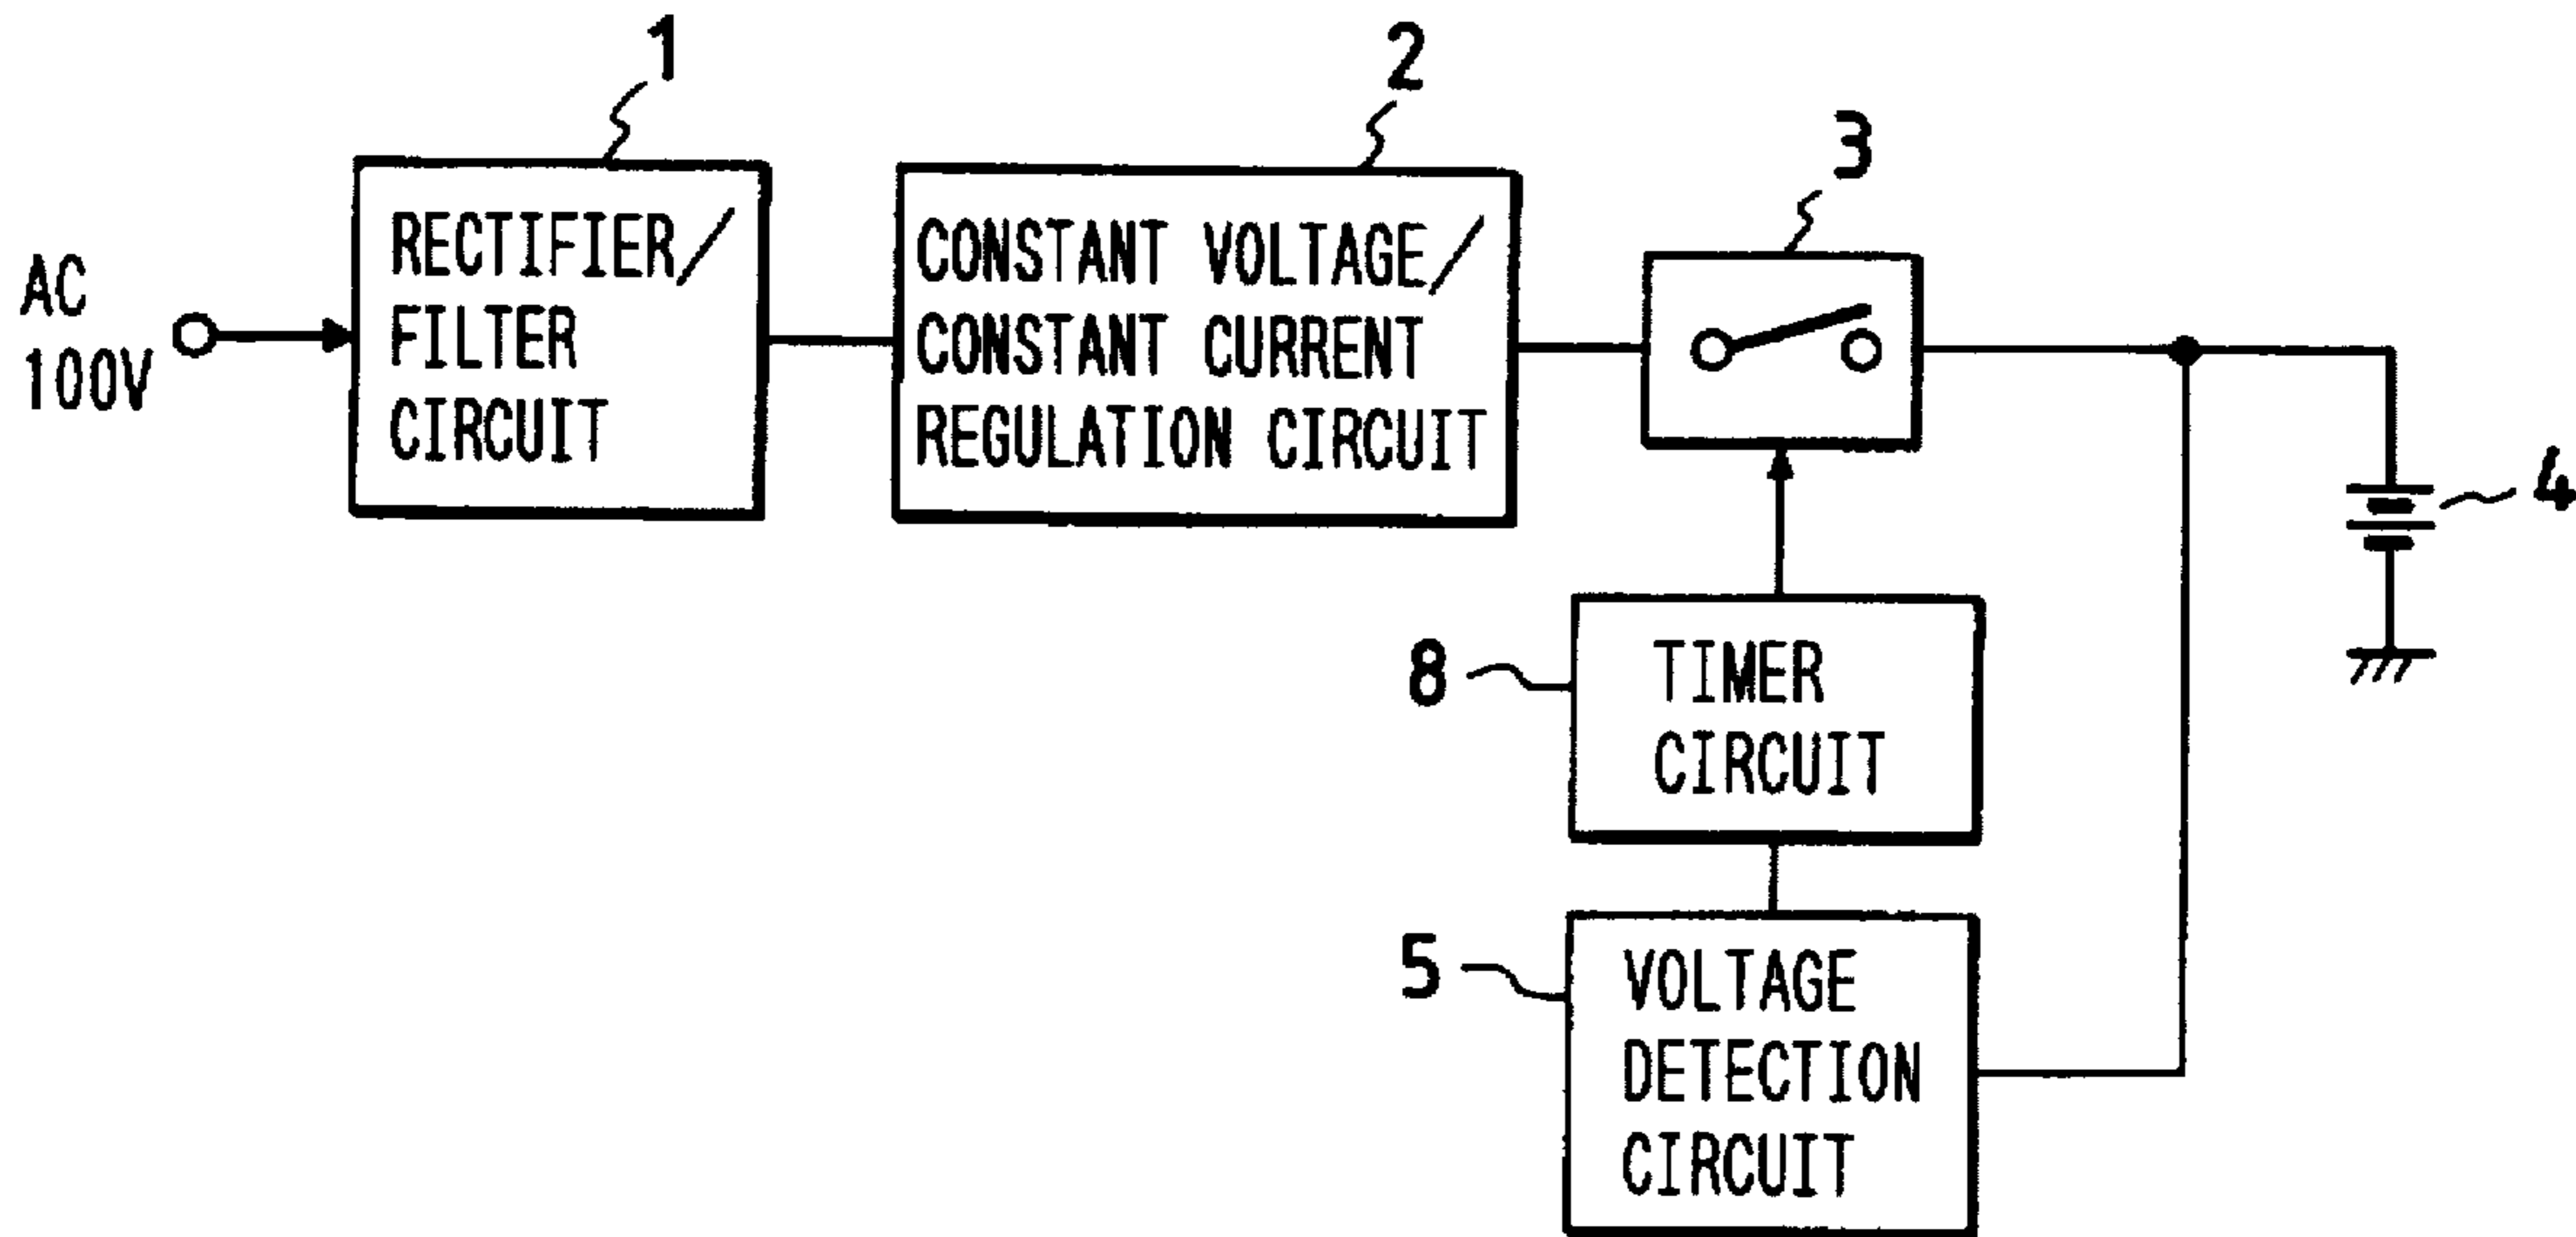 1
2
3
AC
100V
RECTIFIER/
FILTER
CIRCUIT
CONSTANT VOLTAGE/
CONSTANT CURRENT
REGULATION CIRCUIT
4
8
TIMER
CIRCUIT
5
VOLTAGE
DETECTION
CIRCUIT